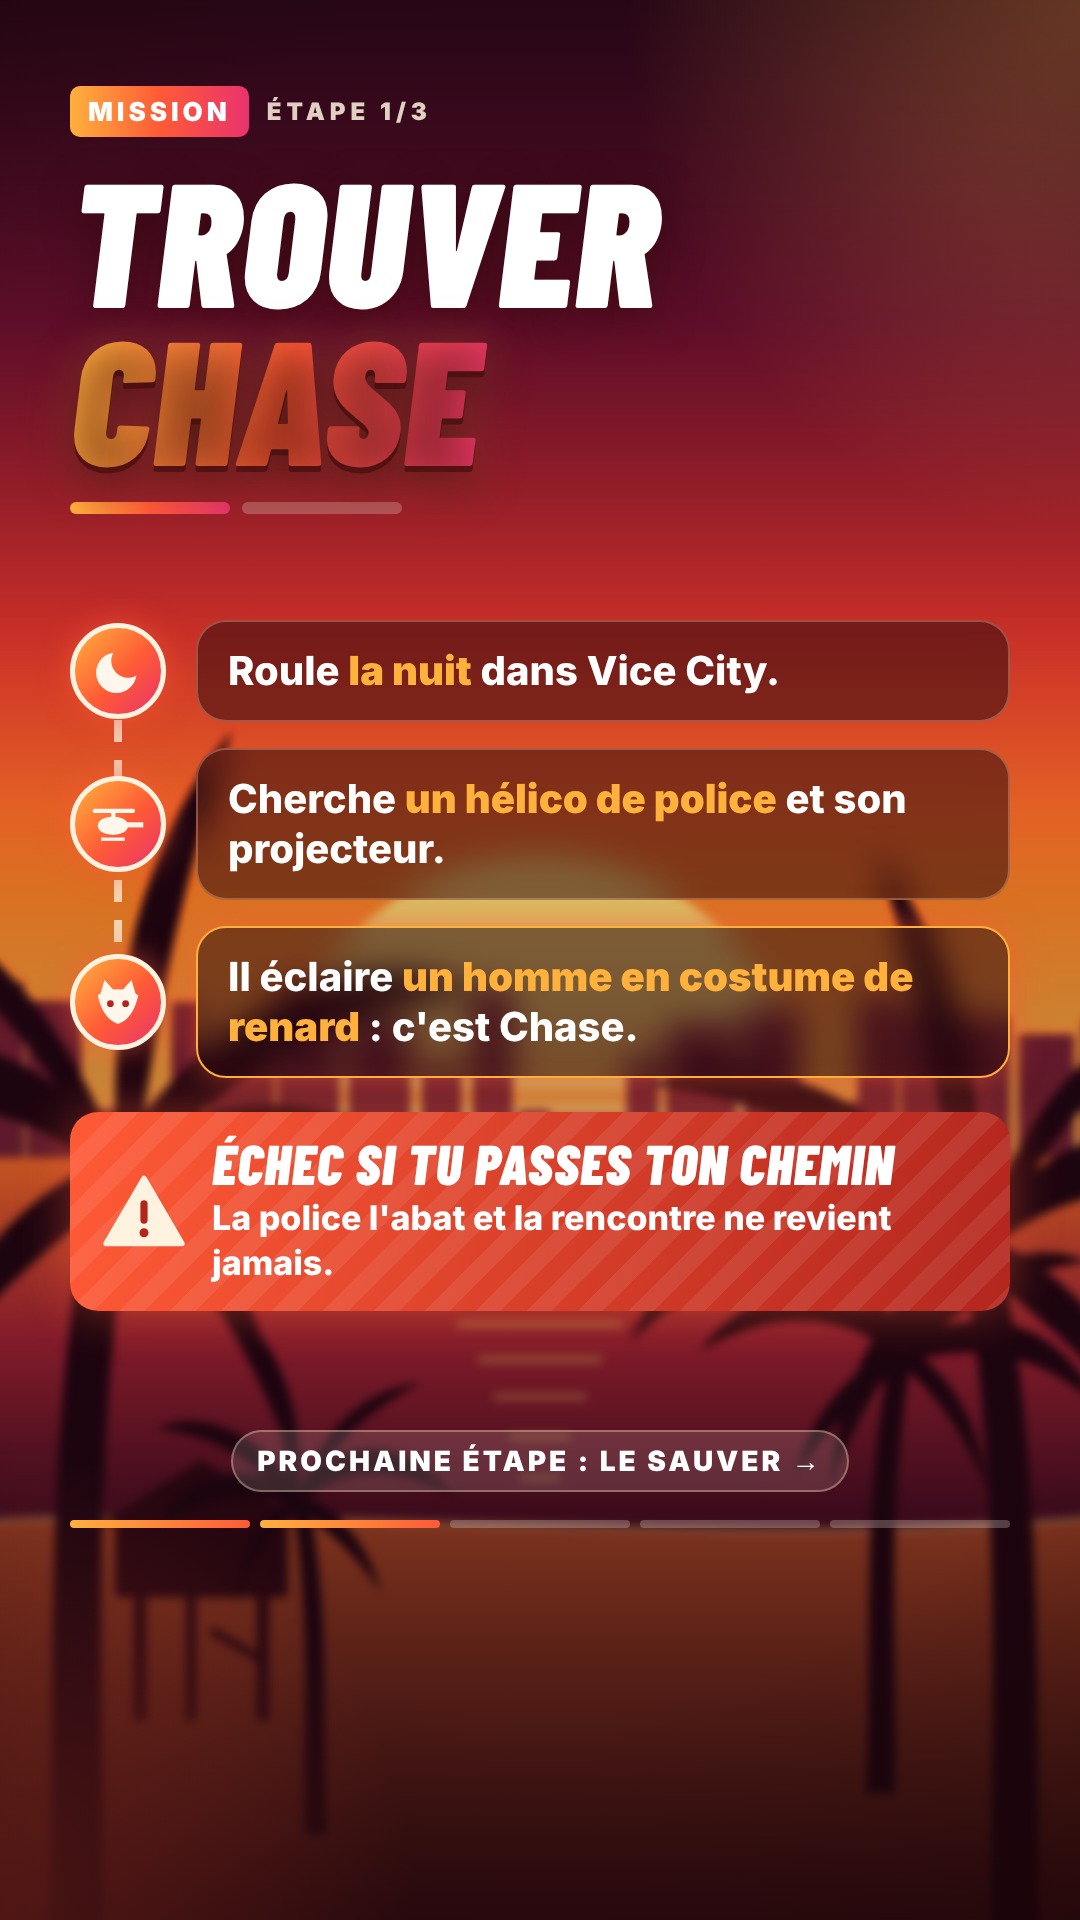 MISSION ÉTAPE 1/3
TROUVER
CHASE
Roule la nuit dans Vice City.
Cherche un hélico de police et son
projecteur.
Il éclaire un homme en costume de
renard : c'est Chase.
ÉCHEC SI TU PASSES TON CHEMIN
La police l'abat et la rencontre ne revient
jamais.
PROCHAINE ÉTAPE : LE SAUVER →